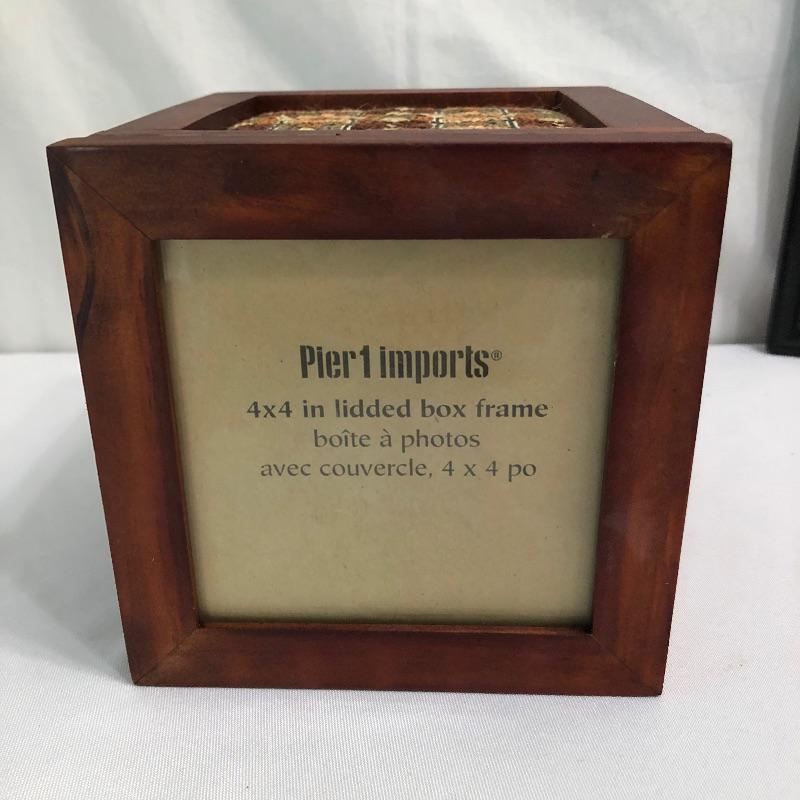 Pier1 imports®
4x4 in lidded box frame
boîte à photos
avec couvercle, 4 x 4 po